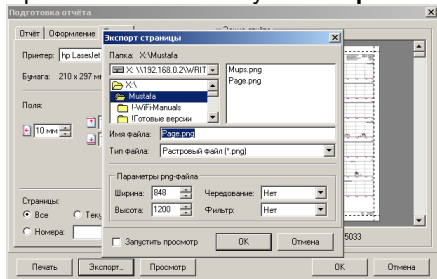 Подготовка отчёта
Отчёт Оформление
Экспорт страницы
Принтер: hp LaserJet
Папка: X:\Mustafa
X: \\192.168.0.2\WRIT
Mups.png
Page.png
Бумага: 210 x 297 мм
X:\
Mustafa
!-WiFi-Manuals
!Готовые версии
Поля:
10 мм
Имя файла: Page.png
Тип файла: Растровый файл (*.png)
Параметры png-файла
Ширина: 848 Чередование: Нет
Высота: 1200 Фильтр: Нет
Страницы:
Все Теку
Номера:
Запустить просмотр OK Отмена
5033
Печать Экспорт... Просмотр OK Отмена